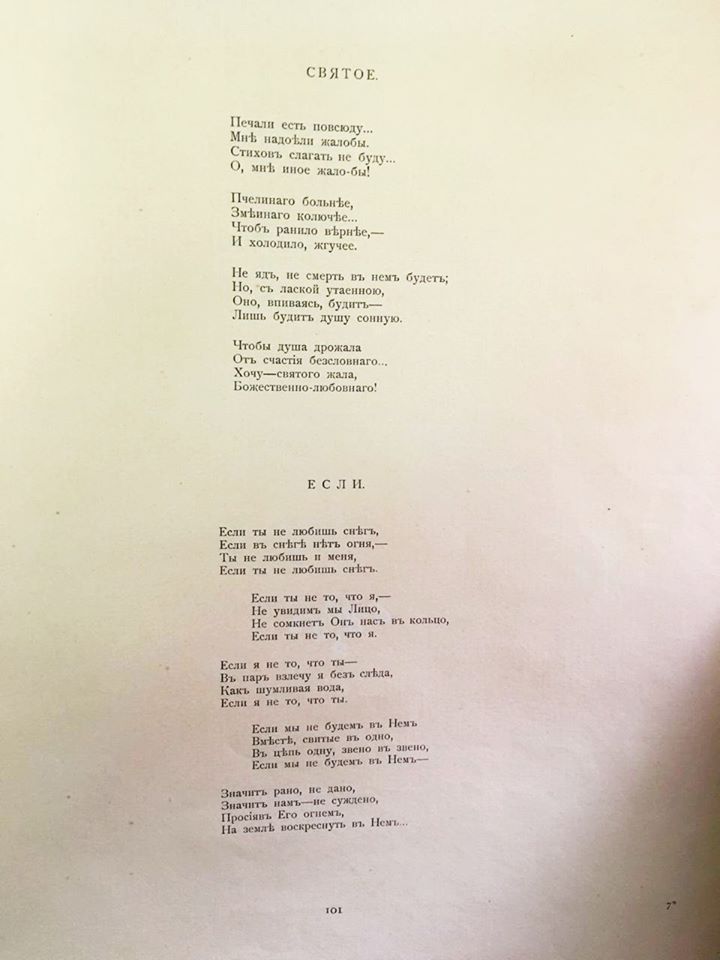 СВЯТОЕ.
Печали есть повсюду...
Мнѣ надоѣли жалобы.
Стиховъ слагать не буду...
О, мнѣ иное жало-бы!
Пчелинаго больнѣе,
Змѣинаго колючѣе...
Чтобъ ранило вѣрнѣе,—
И холодило, жгучее.
Не ядъ, не смерть въ немъ будетъ;
Но, съ лаской утаенною,
Оно, впиваясь, будитъ—
Лишь будитъ душу сонную.
Чтобы душа дрожала
Отъ счастія безсловнаго...
Хочу—святого жала,
Божественно-любовнаго!
ЕСЛИ.
Если ты не любишь снѣгъ,
Если въ снѣгѣ нѣтъ огня,—
Ты не любишь и меня,
Если ты не любишь снѣгъ.
Если ты не то, что я,—
Не увидимъ мы Лицо,
Не сомкнетъ Онъ насъ въ кольцо,
Если ты не то, что я.
Если я не то, что ты—
Въ паръ взлечу я безъ слѣда,
Какъ шумливая вода,
Если я не то, что ты.
Если мы не будемъ въ Немъ
Вмѣстѣ, свитые въ одно,
Въ цѣпь одну, звено въ звено,
Если мы не будемъ въ Немъ—
Значитъ рано, не дано,
Значитъ намъ—не суждено,
Просіявъ Его огнемъ,
На землѣ воскреснуть въ Немъ...
101
7*